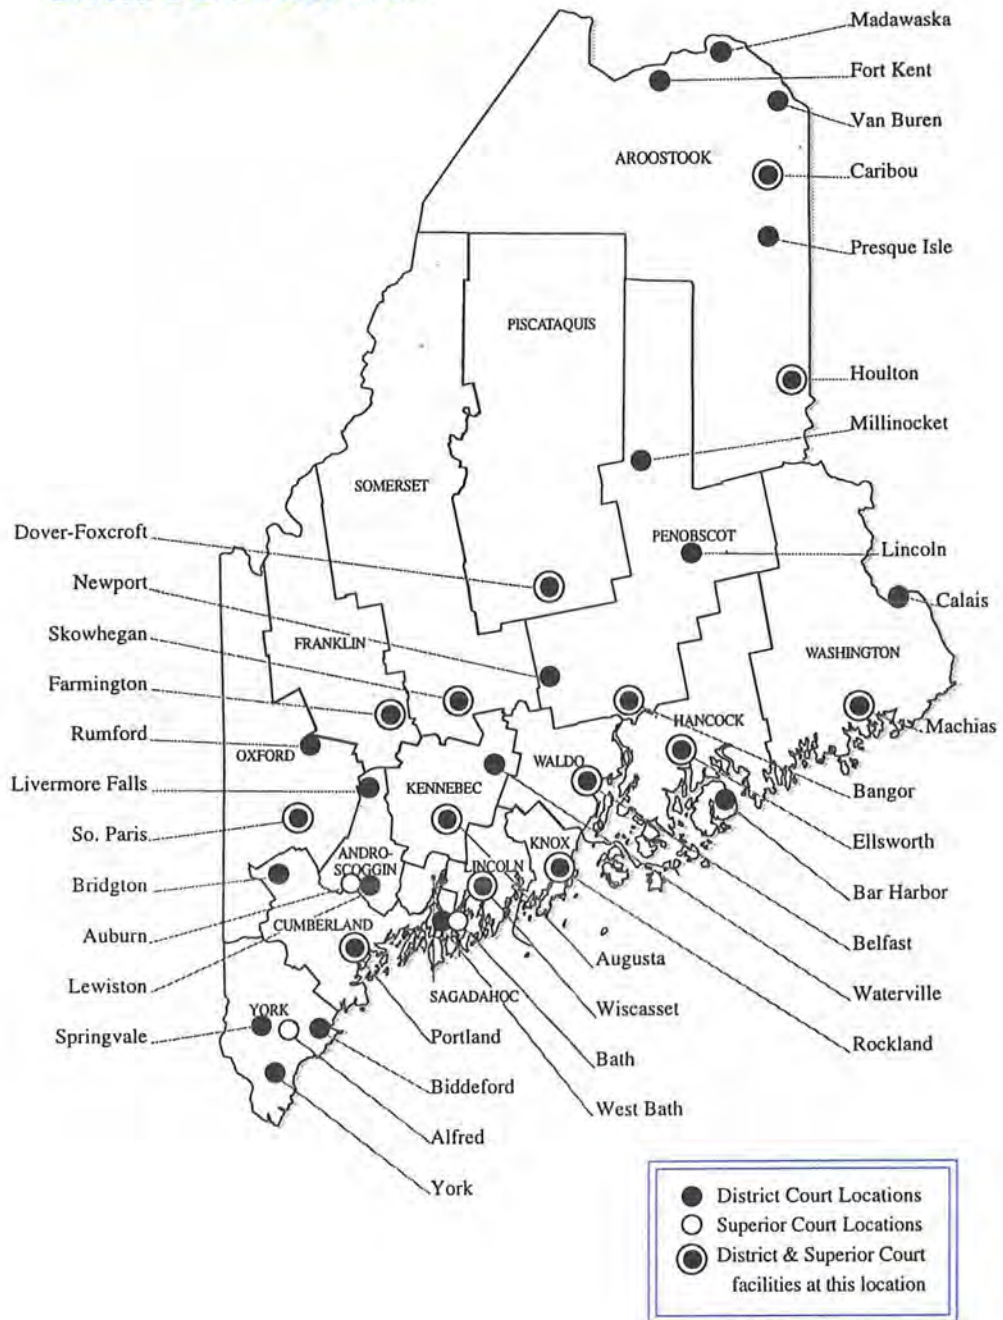 Madawaska
Fort Kent
Van Buren
AROOSTOOK
Caribou
Presque Isle
PISCATAQUIS
Houlton
Millinocket
SOMERSET
Dover-Foxcroft
PENOBSCOT
Lincoln
Newport
Calais
Skowhegan
FRANKLIN
WASHINGTON
Farmington
HANCOCK
Machias
Rumford
OXFORD
WALDO
Livermore Falls
KENNEBEC
Bangor
So. Paris
Ellsworth
ANDRO-
SCOGGIN
LINCOLN
KNOX
Bridgton
Bar Harbor
CUMBERLAND
Auburn
Belfast
Augusta
Lewiston
SAGADAHOC
Waterville
Wiscasset
YORK
Springvale
Portland
Rockland
Bath
Biddeford
West Bath
Alfred
York
District Court Locations
Superior Court Locations
District & Superior Court
facilities at this location